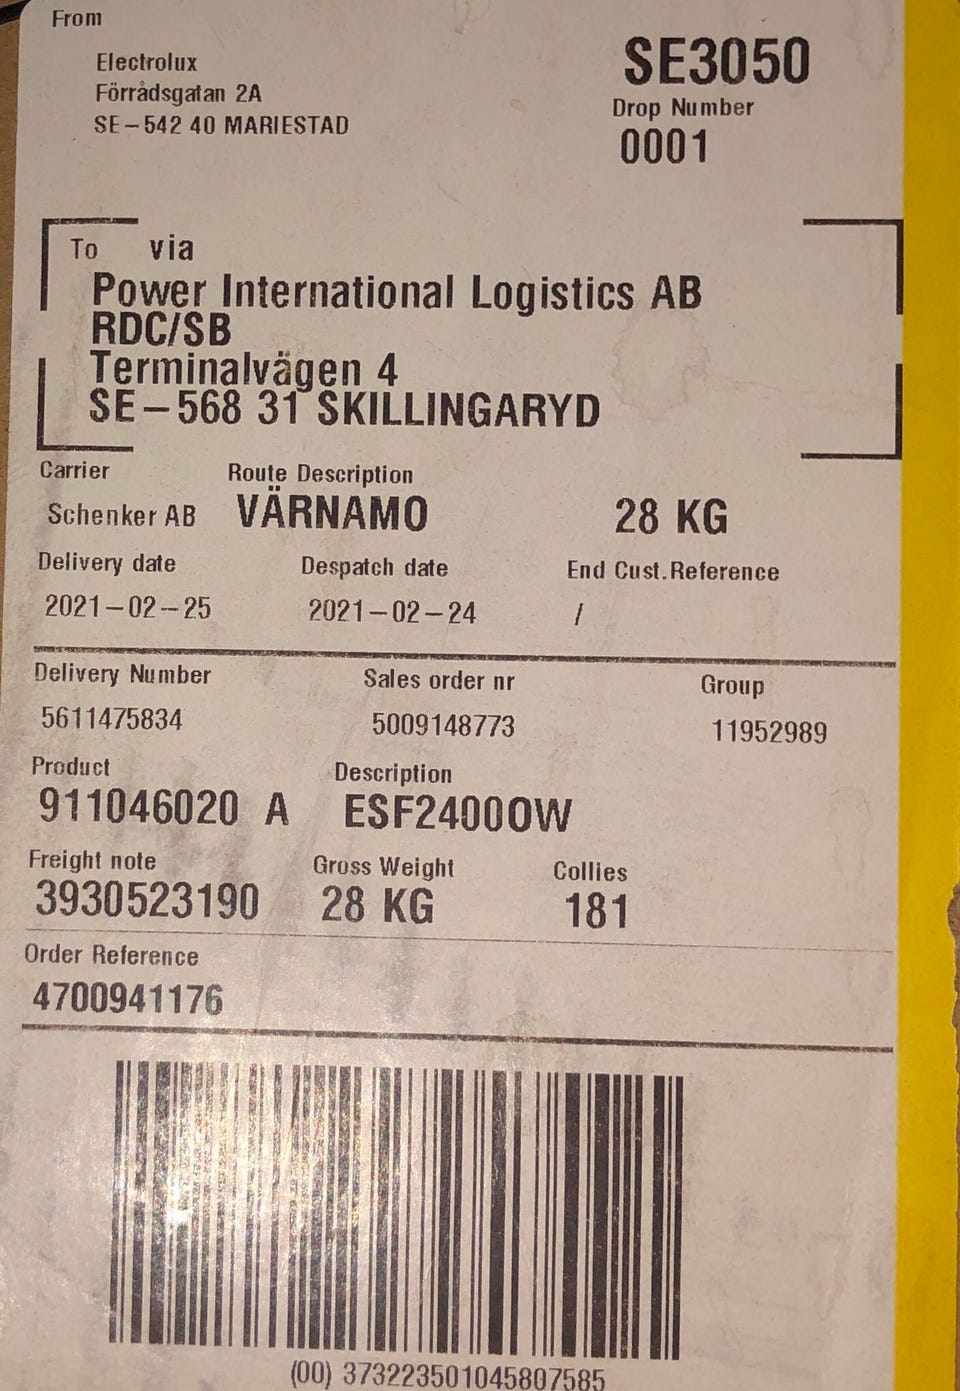 From
Electrolux
Förrådsgatan 2A
SE-542 40 MARIESTAD
SE3050
Drop Number
0001
To via
Power International Logistics AB
RDC/SB
Terminalvägen 4
SE-568 31 SKILLINGARYD
Carrier Route Description
Schenker AB VÄRNAMO 28 KG
Delivery date Despatch date End Cust.Reference
2021-02-25 2021-02-24 /
Delivery Number Sales order nr Group
5611475834 5009148773 11952989
Product Description
911046020 A ESF2400OW
Freight note Gross Weight Collies
3930523190 28 KG 181
Order Reference
4700941176
(00) 373223501045807585